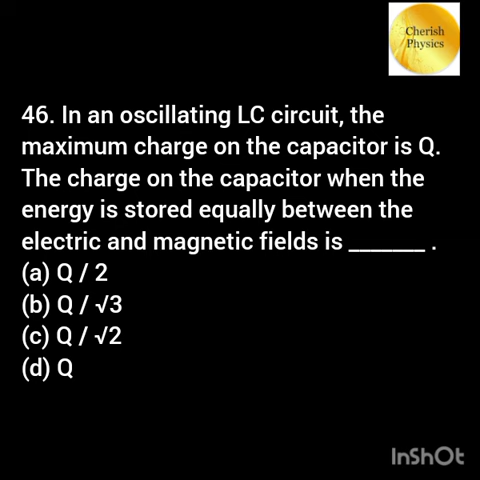 Cherish
Physics
46. In an oscillating LC circuit, the
maximum charge on the capacitor is Q.
The charge on the capacitor when the
energy is stored equally between the
electric and magnetic fields is _______ .
(a) Q / 2
(b) Q / √3
(c) Q / √2
(d) Q
InShOt